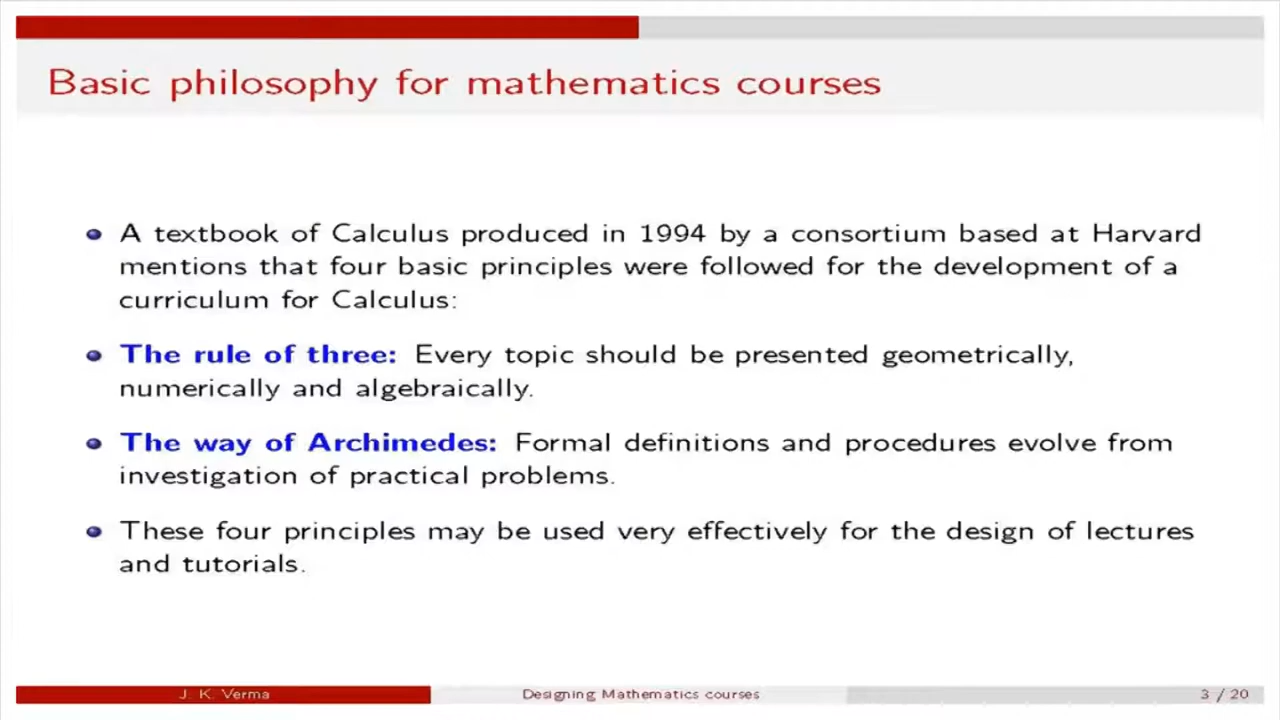 Basic philosophy for mathematics courses
A textbook of Calculus produced in 1994 by a consortium based at Harvard
mentions that four basic principles were followed for the development of a
curriculum for Calculus:
The rule of three: Every topic should be presented geometrically,
numerically and algebraically.
The way of Archimedes: Formal definitions and procedures evolve from
investigation of practical problems.
These four principles may be used very effectively for the design of lectures
and tutorials.
J. K. Verma
Designing Mathematics courses
3 / 20